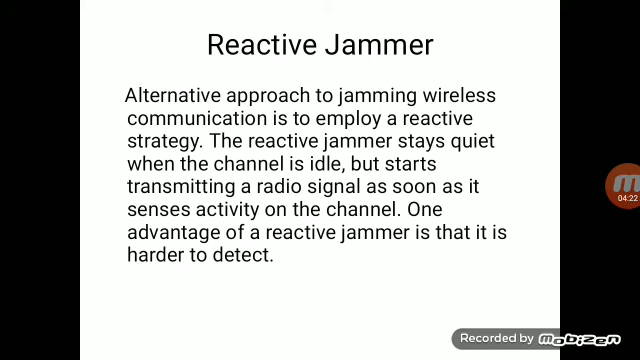 Reactive Jammer
Alternative approach to jamming wireless
communication is to employ a reactive
strategy. The reactive jammer stays quiet
when the channel is idle, but starts
transmitting a radio signal as soon as it
senses activity on the channel. One
advantage of a reactive jammer is that it is
harder to detect.
04:22
Recorded by mobizen